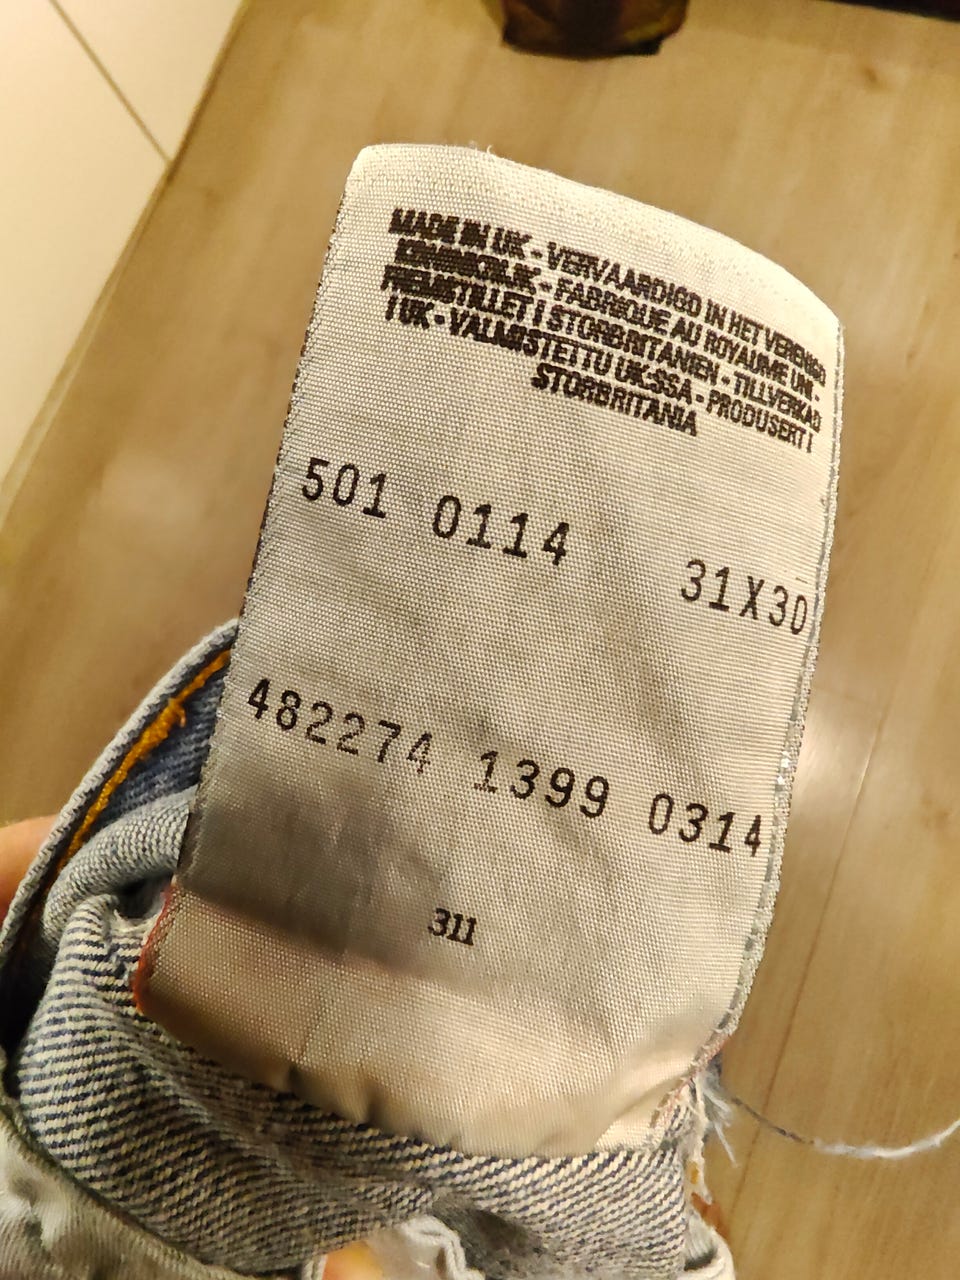 MADE IN UK - VERVAARDIGD IN HET VERENIGD
KONINKRIJK - FABRIQUE AU ROYAUME UNI -
FREMSTILLET I STORBRITANIEN - TILLVERKAD
I UK - VALMISTETTU UK:SSA - PRODUSERT I
STORBRITANIA
501 0114 31X30
482274 1399 0314
311